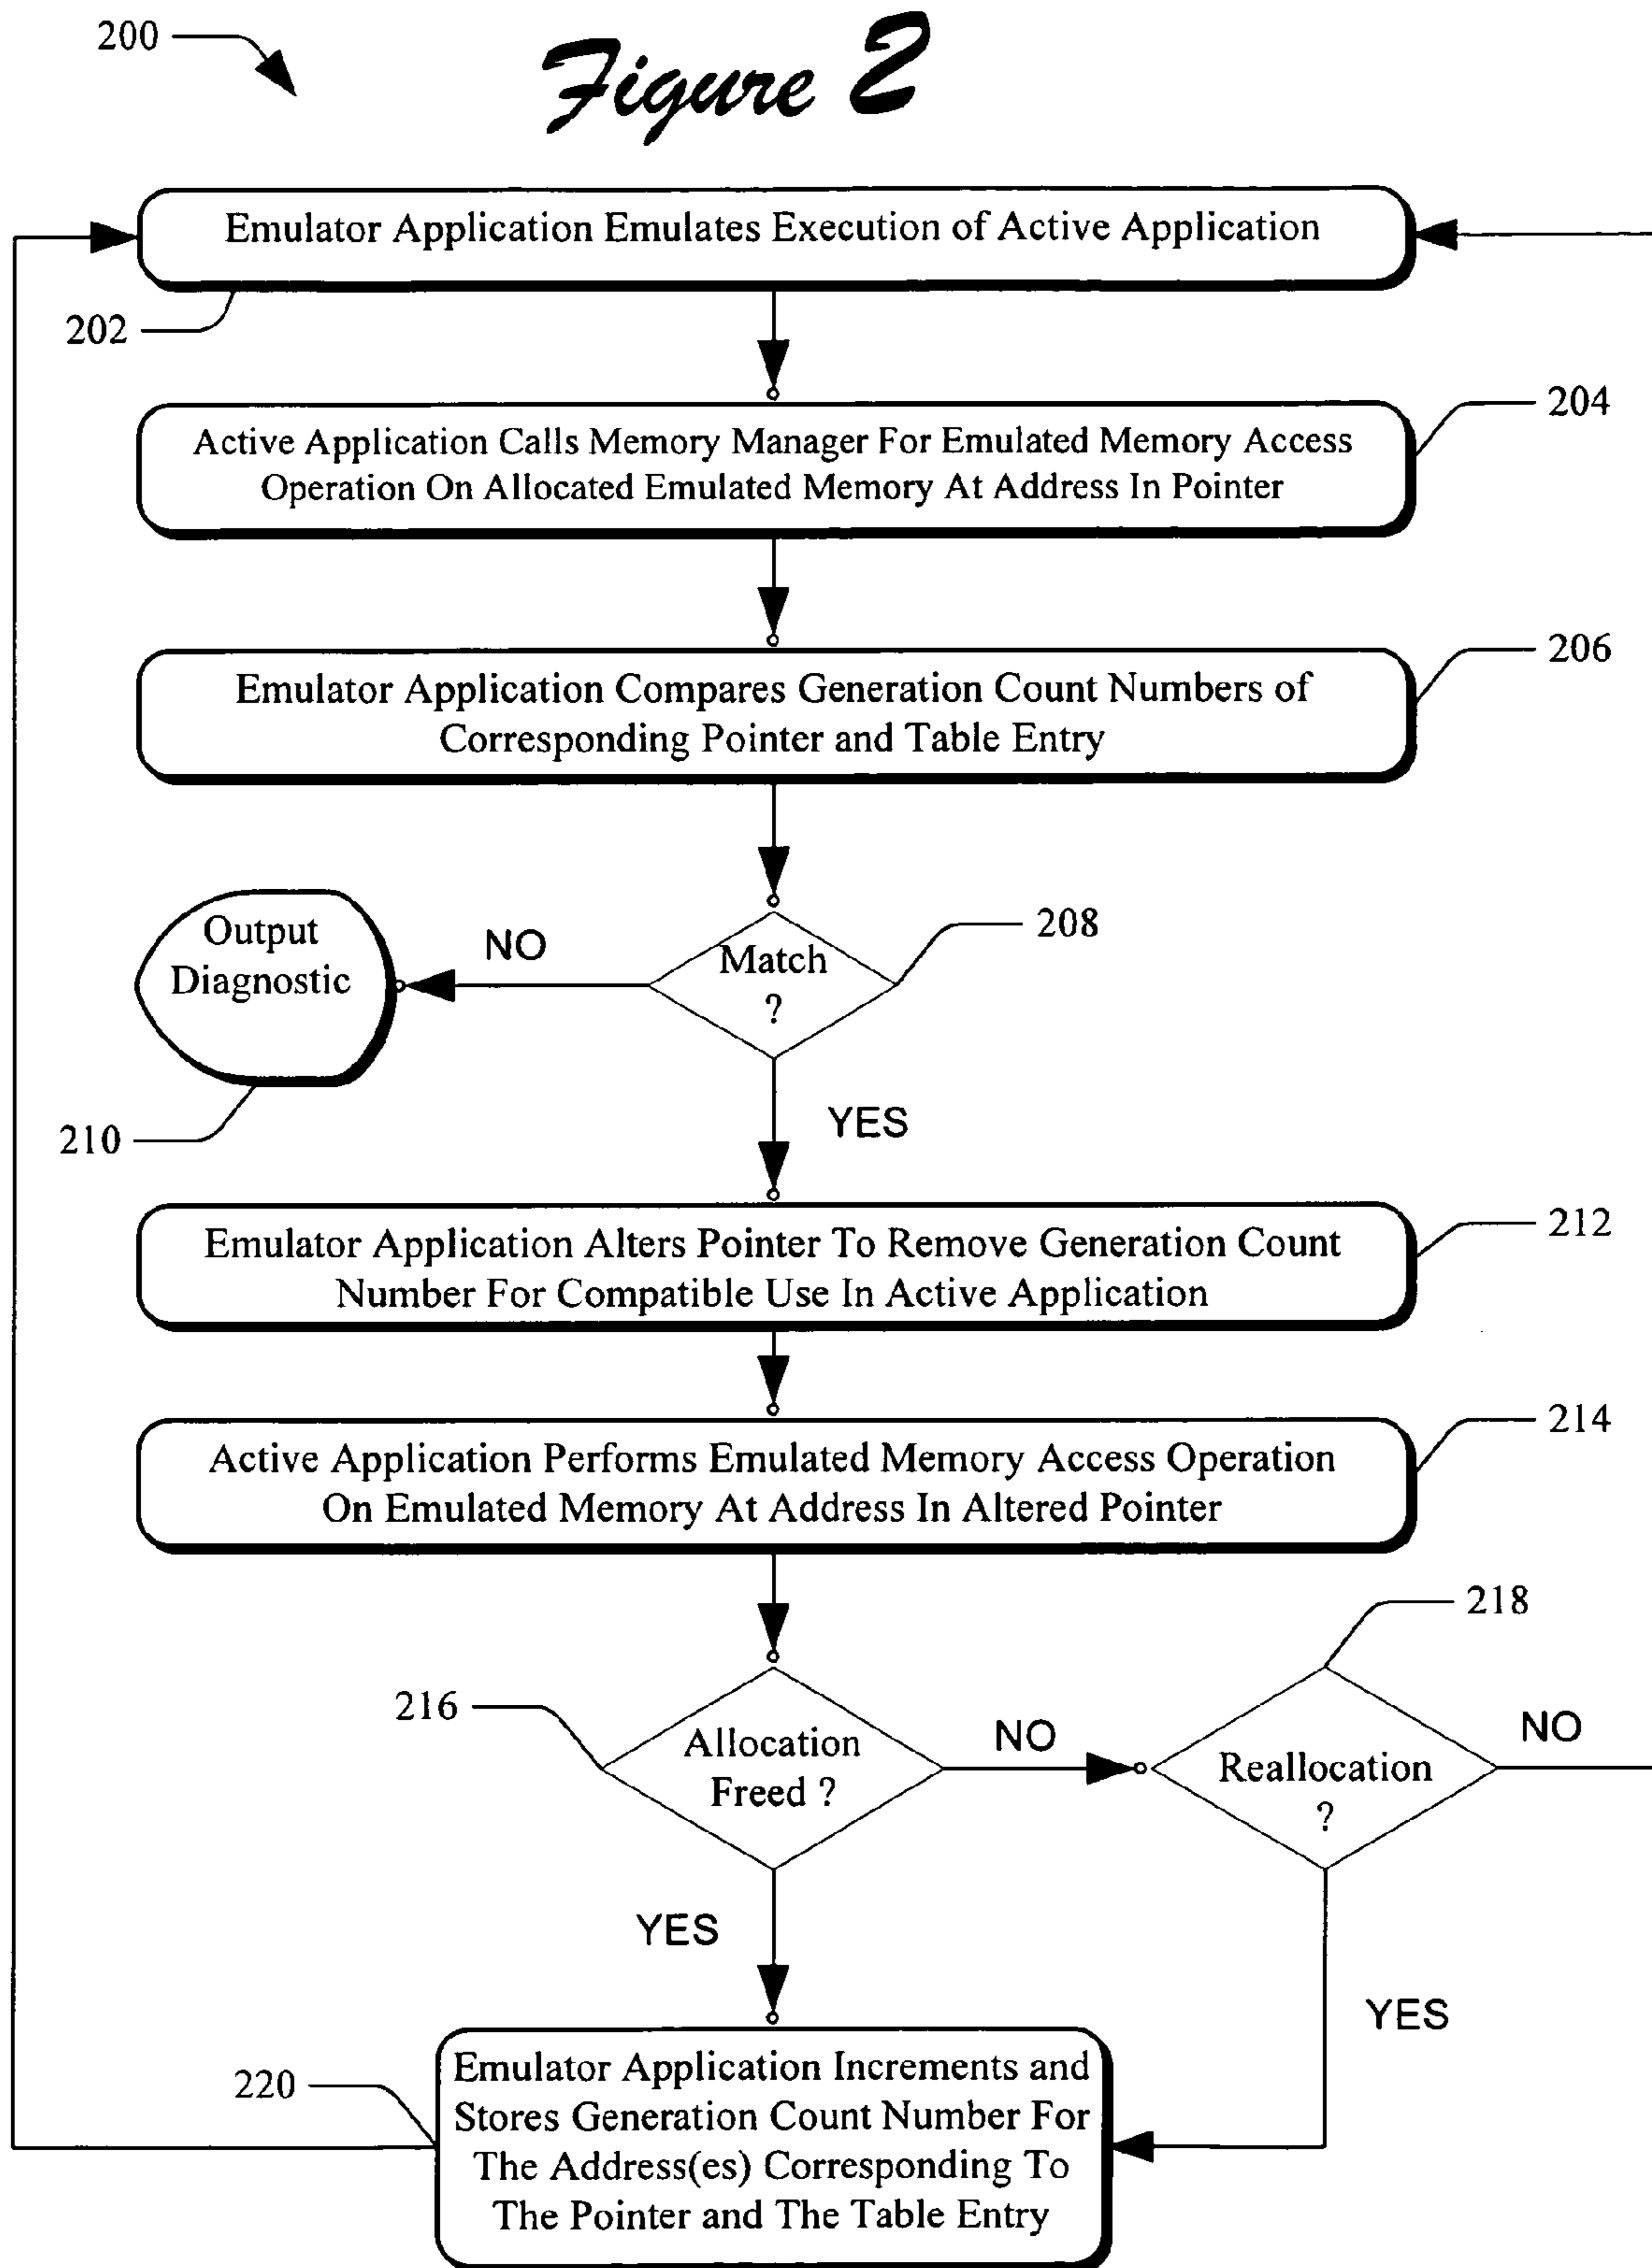 200
Figure 2
Emulator Application Emulates Execution of Active Application
202
204
Active Application Calls Memory Manager For Emulated Memory Access
Operation On Allocated Emulated Memory At Address In Pointer
206
Emulator Application Compares Generation Count Numbers of
Corresponding Pointer and Table Entry
208
Output
Diagnostic
NO
Match
?
210
YES
212
Emulator Application Alters Pointer To Remove Generation Count
Number For Compatible Use In Active Application
214
Active Application Performs Emulated Memory Access Operation
On Emulated Memory At Address In Altered Pointer
218
216
Allocation
Freed ?
NO
Reallocation
?
NO
YES
YES
220
Emulator Application Increments and
Stores Generation Count Number For
The Address(es) Corresponding To
The Pointer and The Table Entry